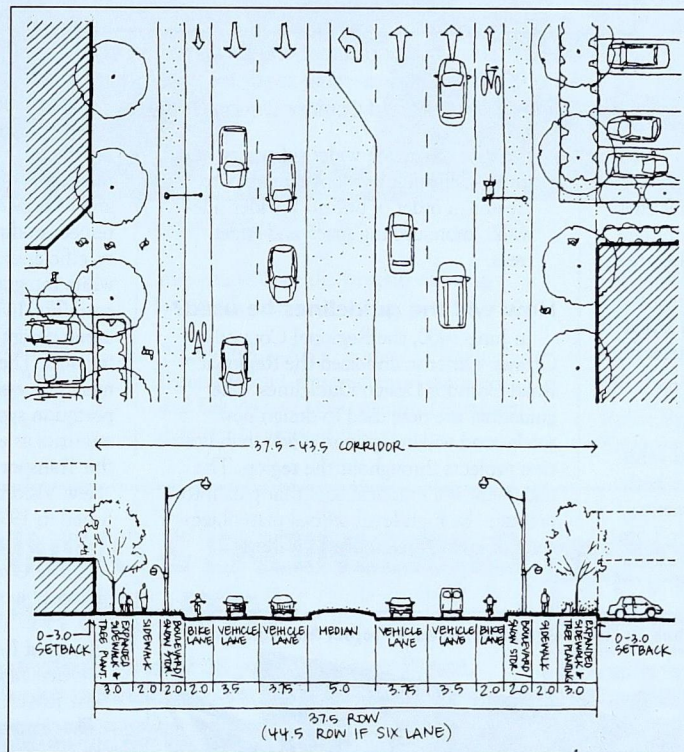 37.5 - 43.5 CORRIDOR
0-3.0
SETBACK
EXPANDED
SIDEWALK &
TREE PLANT.
SIDEWALK
BOULEVARD/
SNOW STOR.
BIKE
LANE
VEHICLE
LANE
VEHICLE
LANE
MEDIAN
VEHICLE
LANE
VEHICLE
LANE
BIKE
LANE
BOULEVARD/
SNOW STOR.
SIDEWALK
EXPANDED
SIDEWALK &
TREE PLANTING
0-3.0
SETBACK
3.0 2.0 2.0 2.0 3.5 3.75 5.0 3.75 3.5 2.0 2.0 2.0 3.0
37.5 ROW
(44.5 ROW IF SIX LANE)